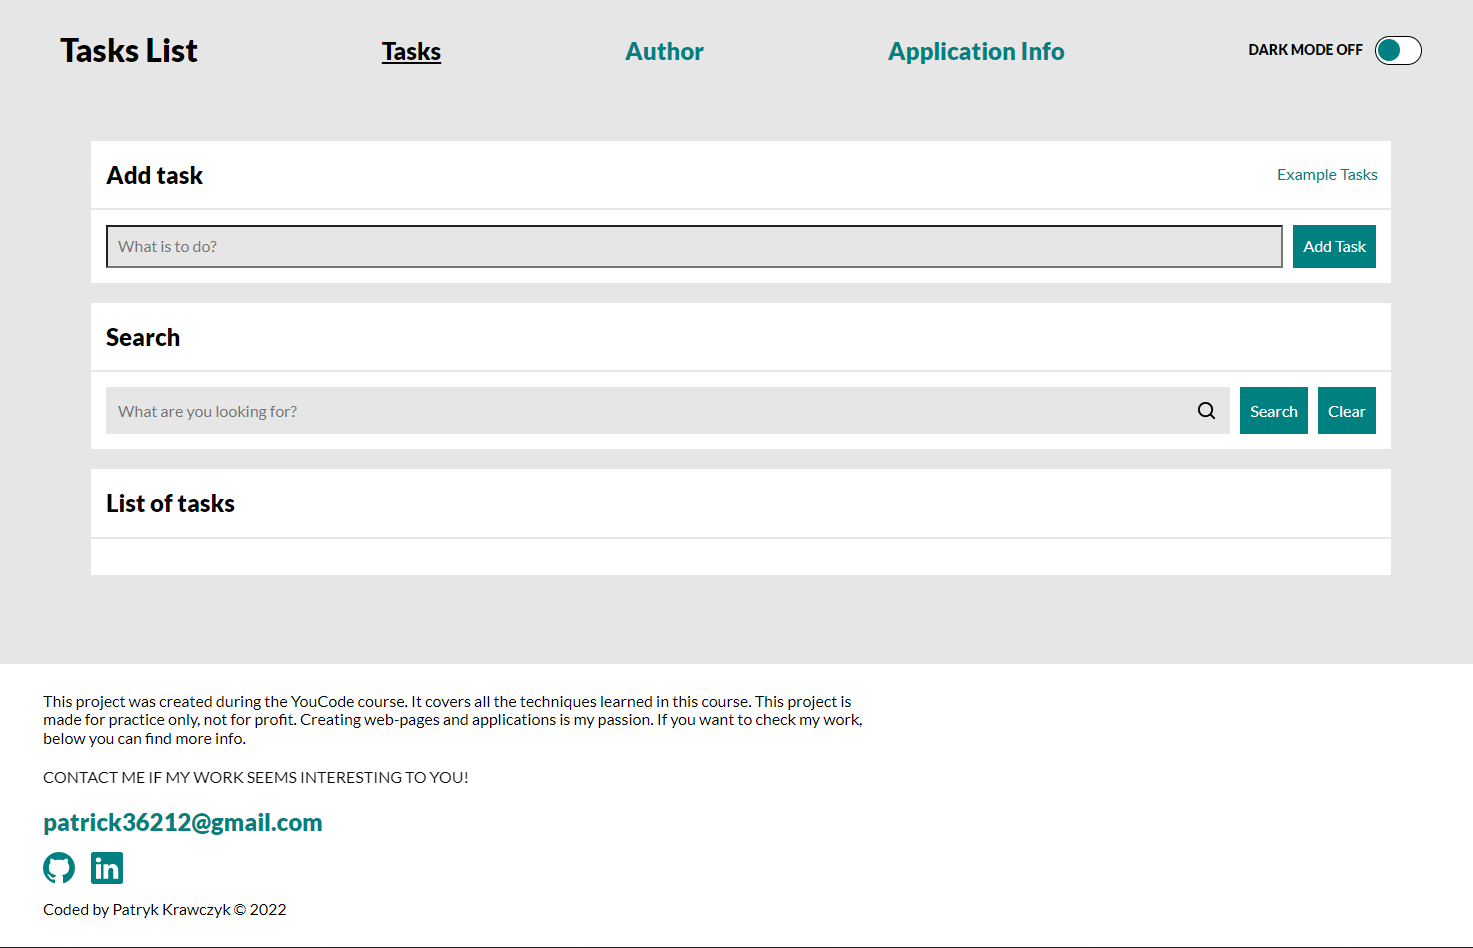 Tasks List
Tasks
Author
Application Info
DARK MODE OFF
Add task
Example Tasks
What is to do?
Add Task
Search
What are you looking for?
Search
Clear
List of tasks
This project was created during the YouCode course. It covers all the techniques learned in this course. This project is
made for practice only, not for profit. Creating web-pages and applications is my passion. If you want to check my work,
below you can find more info.
CONTACT ME IF MY WORK SEEMS INTERESTING TO YOU!
patrick36212@gmail.com
in
Coded by Patryk Krawczyk © 2022